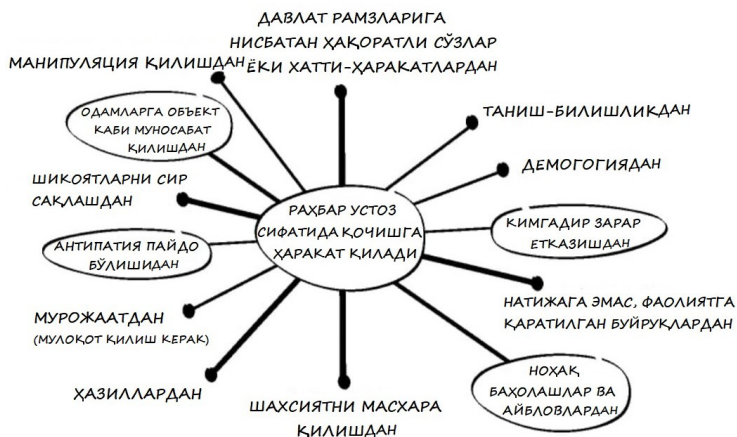 ДАВЛАТ РАМЗЛАРИГА
НИСБАТАН ҲАҚОРАТЛИ СЎЗЛАР
ЁКИ ХАТТИ-ҲАРАКАТЛАРДАН
МАНИПУЛЯЦИЯ ҚИЛИШДАН
ТАНИШ-БИЛИШЛИКДАН
ОДАМЛАРГА ОБЪЕКТ
КАБИ МУНОСАБАТ
ҚИЛИШДАН
ДЕМОГОГИЯДАН
ШИКОЯТЛАРНИ СИР
САҚЛАШДАН
РАҲБАР УСТОЗ
СИФАТИДА ҚОЧИШГА
ҲАРАКАТ ҚИЛАДИ
КИМГАДИР ЗАРАР
ЕТКАЗИШДАН
АНТИПАТИЯ ПАЙДО
БЎЛИШИДАН
НАТИЖАГА ЭМАС, ФАОЛИЯТГА
ҚАРАТИЛГАН БУЙРУҚЛАРДАН
МУРОЖААТДАН
(МУЛОҚОТ ҚИЛИШ КЕРАК)
НОҲАҚ
БАҲОЛАШЛАР ВА
АЙБЛОВЛАРДАН
ҲАЗИЛЛАРДАН
ШАХСИЯТНИ МАСХАРА
ҚИЛИШДАН